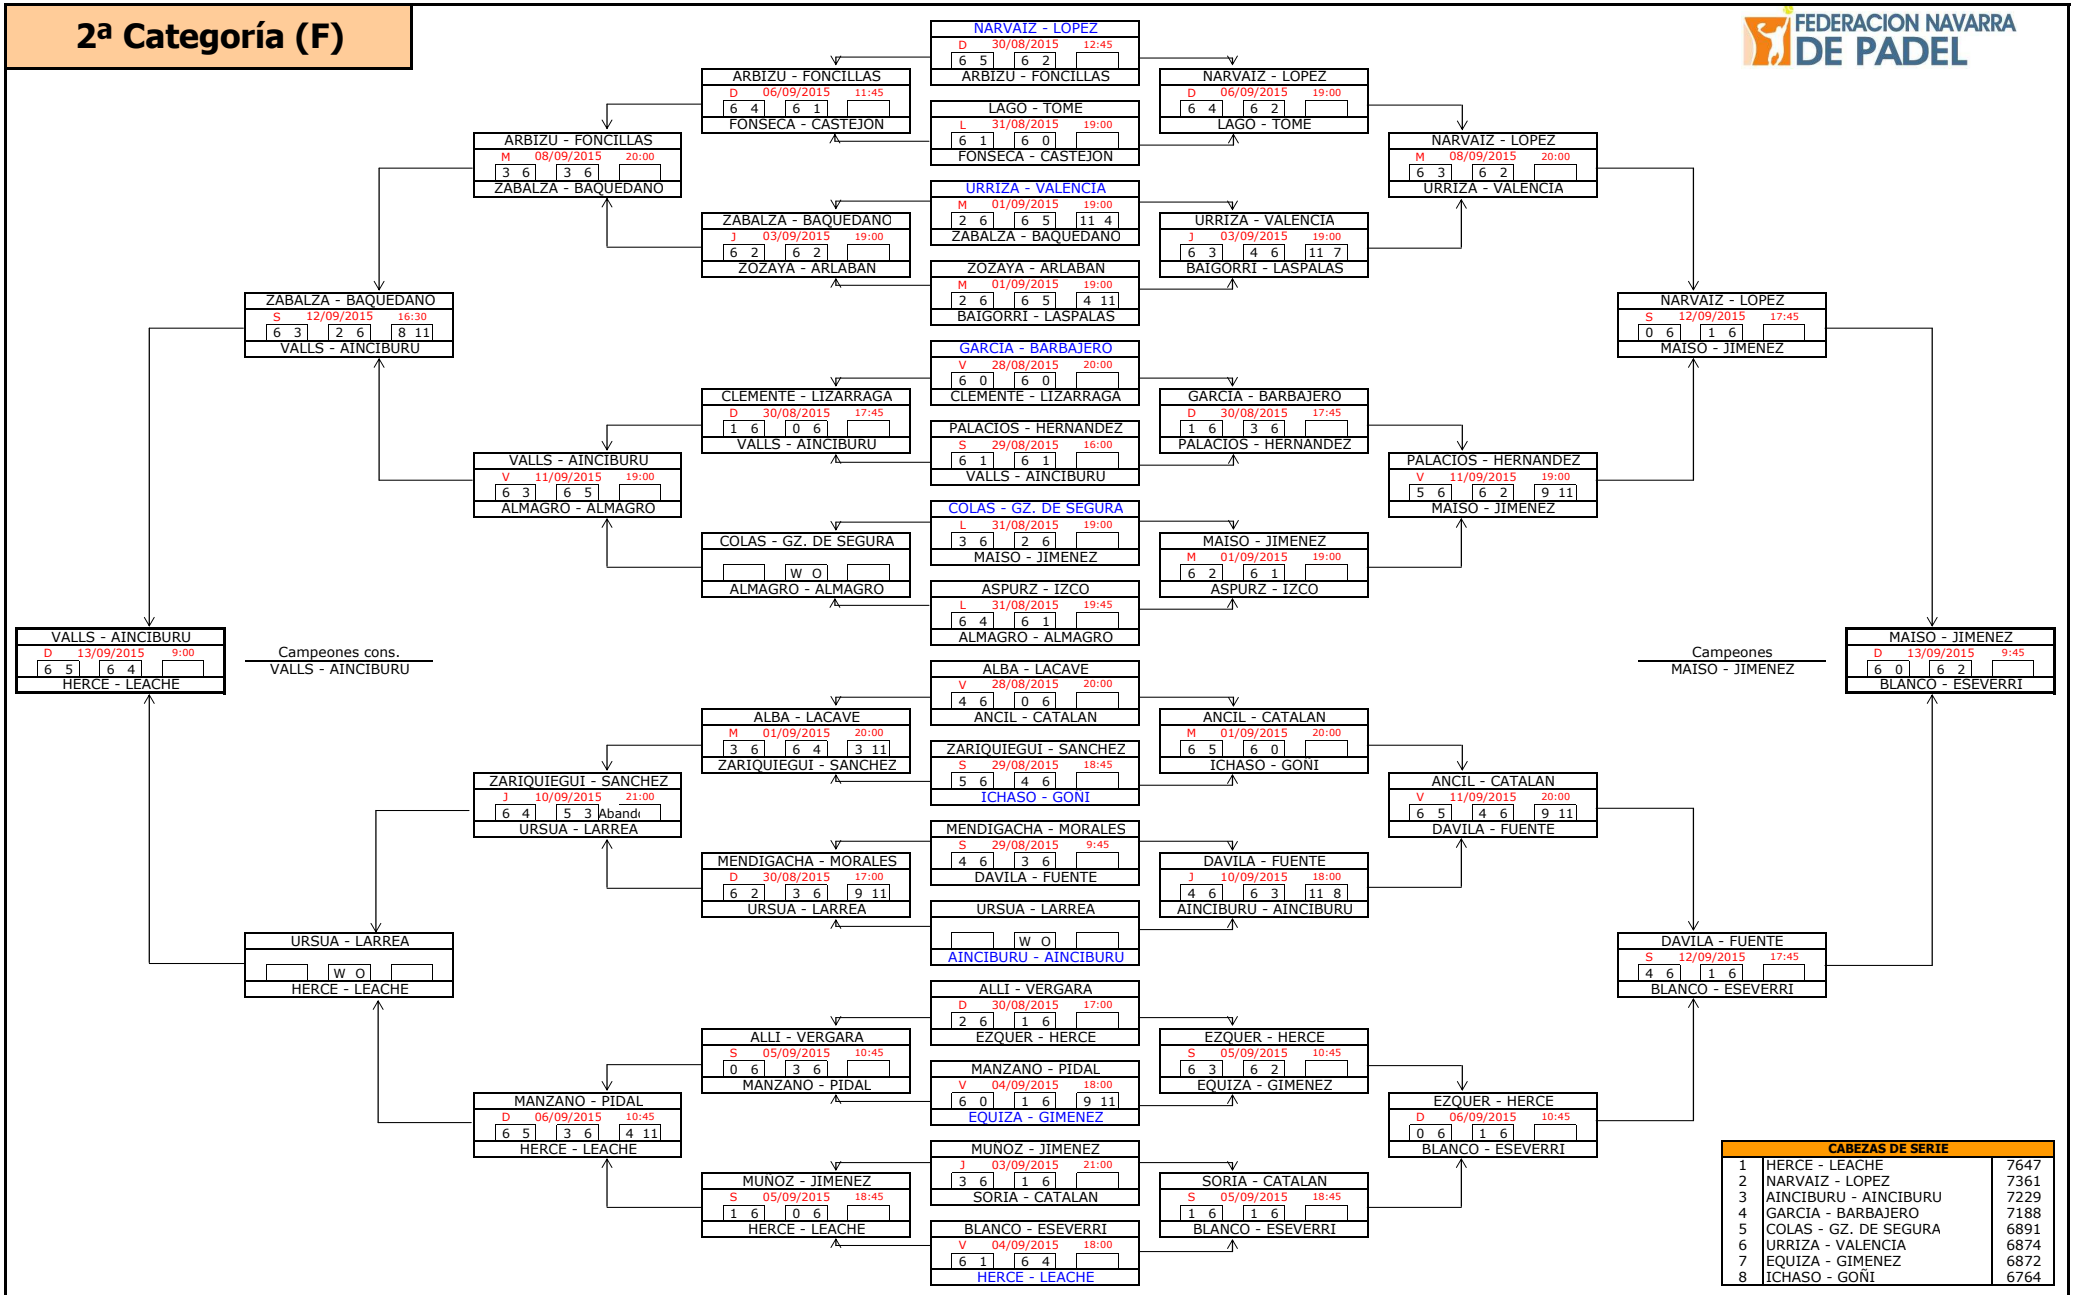 2ª Categoría (F)
FEDERACION NAVARRA
DE PADEL
VALLS - AINCIBURU
D 13/09/2015 9:00
6 5 6 4
HERCE - LEACHE
Campeones cons.
VALLS - AINCIBURU
ZABALZA - BAQUEDANO
S 12/09/2015 16:30
6 3 2 6 8 11
VALLS - AINCIBURU
URSUA - LARREA
W O
HERCE - LEACHE
ARBIZU - FONCILLAS
M 08/09/2015 20:00
3 6 3 6
ZABALZA - BAQUEDANO
VALLS - AINCIBURU
V 11/09/2015 19:00
6 3 6 5
ALMAGRO - ALMAGRO
ZARIQUIEGUI - SANCHEZ
J 10/09/2015 21:00
6 4 5 3 Aband
URSUA - LARREA
MANZANO - PIDAL
D 06/09/2015 10:45
6 5 3 6 4 11
HERCE - LEACHE
ARBIZU - FONCILLAS
D 06/09/2015 11:45
6 4 6 1
FONSECA - CASTEJON
ZABALZA - BAQUEDANO
J 03/09/2015 19:00
6 2 6 2
ZOZAYA - ARLABAN
CLEMENTE - LIZARRAGA
D 30/08/2015 17:45
1 6 0 6
VALLS - AINCIBURU
COLAS - GZ. DE SEGURA
W O
ALMAGRO - ALMAGRO
ALBA - LACAVE
M 01/09/2015 20:00
3 6 6 4 3 11
ZARIQUIEGUI - SANCHEZ
MENDIGACHA - MORALES
D 30/08/2015 17:00
6 2 3 6 9 11
URSUA - LARREA
ALLI - VERGARA
S 05/09/2015 10:45
0 6 3 6
MANZANO - PIDAL
MUÑOZ - JIMENEZ
S 05/09/2015 18:45
1 6 0 6
HERCE - LEACHE
NARVAIZ - LOPEZ
D 30/08/2015 12:45
6 5 6 2
ARBIZU - FONCILLAS
LAGO - TOME
L 31/08/2015 19:00
6 1 6 0
FONSECA - CASTEJON
URRIZA - VALENCIA
M 01/09/2015 19:00
2 6 6 5 11 4
ZABALZA - BAQUEDANO
ZOZAYA - ARLABAN
M 01/09/2015 19:00
2 6 6 5 4 11
BAIGORRI - LASPALAS
GARCIA - BARBAJERO
V 28/08/2015 20:00
6 0 6 0
CLEMENTE - LIZARRAGA
PALACIOS - HERNANDEZ
S 29/08/2015 16:00
6 1 6 1
VALLS - AINCIBURU
COLAS - GZ. DE SEGURA
L 31/08/2015 19:00
3 6 2 6
MAISO - JIMENEZ
ASPURZ - IZCO
L 31/08/2015 19:45
6 4 6 1
ALMAGRO - ALMAGRO
ALBA - LACAVE
V 28/08/2015 20:00
4 6 0 6
ANCIL - CATALAN
ZARIQUIEGUI - SANCHEZ
S 29/08/2015 18:45
5 6 4 6
ICHASO - GOÑI
MENDIGACHA - MORALES
S 29/08/2015 9:45
4 6 3 6
DAVILA - FUENTE
URSUA - LARREA
W O
AINCIBURU - AINCIBURU
ALLI - VERGARA
D 30/08/2015 17:00
2 6 1 6
EZQUER - HERCE
MANZANO - PIDAL
V 04/09/2015 18:00
6 0 1 6 9 11
EQUIZA - GIMENEZ
MUÑOZ - JIMENEZ
J 03/09/2015 21:00
3 6 1 6
SORIA - CATALAN
BLANCO - ESEVERRI
V 04/09/2015 18:00
6 1 6 4
HERCE - LEACHE
NARVAIZ - LOPEZ
D 06/09/2015 19:00
6 4 6 2
LAGO - TOME
URRIZA - VALENCIA
J 03/09/2015 19:00
6 3 4 6 11 7
BAIGORRI - LASPALAS
GARCIA - BARBAJERO
D 30/08/2015 17:45
1 6 3 6
PALACIOS - HERNANDEZ
MAISO - JIMENEZ
M 01/09/2015 19:00
6 2 6 1
ASPURZ - IZCO
ANCIL - CATALAN
M 01/09/2015 20:00
6 5 6 0
ICHASO - GOÑI
DAVILA - FUENTE
J 10/09/2015 18:00
4 6 6 3 11 8
AINCIBURU - AINCIBURU
EZQUER - HERCE
S 05/09/2015 10:45
6 3 6 2
EQUIZA - GIMENEZ
SORIA - CATALAN
S 05/09/2015 18:45
1 6 1 6
BLANCO - ESEVERRI
NARVAIZ - LOPEZ
M 08/09/2015 20:00
6 3 6 2
URRIZA - VALENCIA
PALACIOS - HERNANDEZ
V 11/09/2015 19:00
5 6 6 2 9 11
MAISO - JIMENEZ
ANCIL - CATALAN
V 11/09/2015 20:00
6 5 4 6 9 11
DAVILA - FUENTE
EZQUER - HERCE
D 06/09/2015 10:45
0 6 1 6
BLANCO - ESEVERRI
NARVAIZ - LOPEZ
S 12/09/2015 17:45
0 6 1 6
MAISO - JIMENEZ
DAVILA - FUENTE
S 12/09/2015 17:45
4 6 1 6
BLANCO - ESEVERRI
Campeones
MAISO - JIMENEZ
MAISO - JIMENEZ
D 13/09/2015 9:45
6 0 6 2
BLANCO - ESEVERRI
CABEZAS DE SERIE
1 HERCE - LEACHE 7647
2 NARVAIZ - LOPEZ 7361
3 AINCIBURU - AINCIBURU 7229
4 GARCIA - BARBAJERO 7188
5 COLAS - GZ. DE SEGURA 6891
6 URRIZA - VALENCIA 6874
7 EQUIZA - GIMENEZ 6872
8 ICHASO - GOÑI 6764